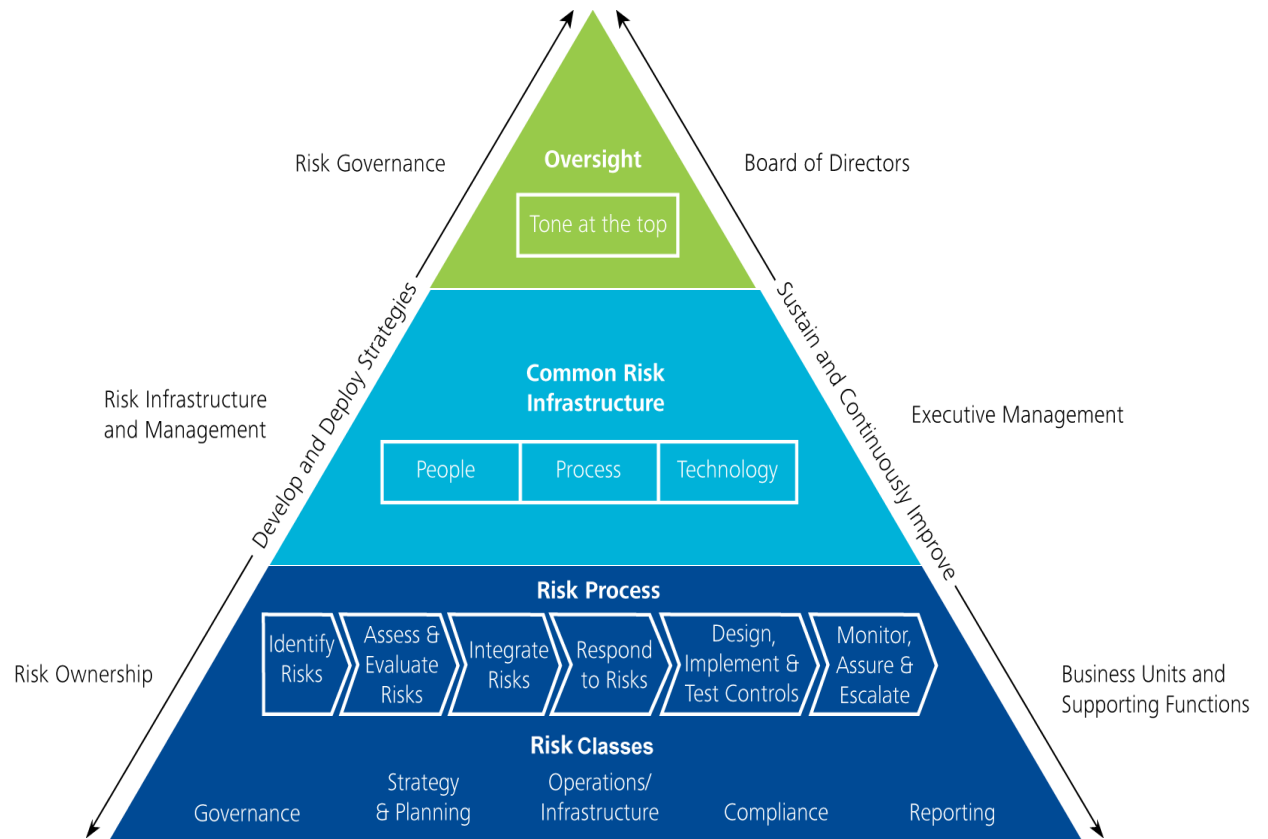 Risk Governance
Oversight
Tone at the top
Board of Directors
Develop and Deploy Strategies
Sustain and Continuously Improve
Risk Infrastructure
and Management
Common Risk
Infrastructure
People
Process
Technology
Executive Management
Risk Ownership
Risk Process
Identify
Risks
Assess &
Evaluate
Risks
Integrate
Risks
Respond
to Risks
Design,
Implement &
Test Controls
Monitor,
Assure &
Escalate
Business Units and
Supporting Functions
Risk Classes
Governance
Strategy
& Planning
Operations/
Infrastructure
Compliance
Reporting